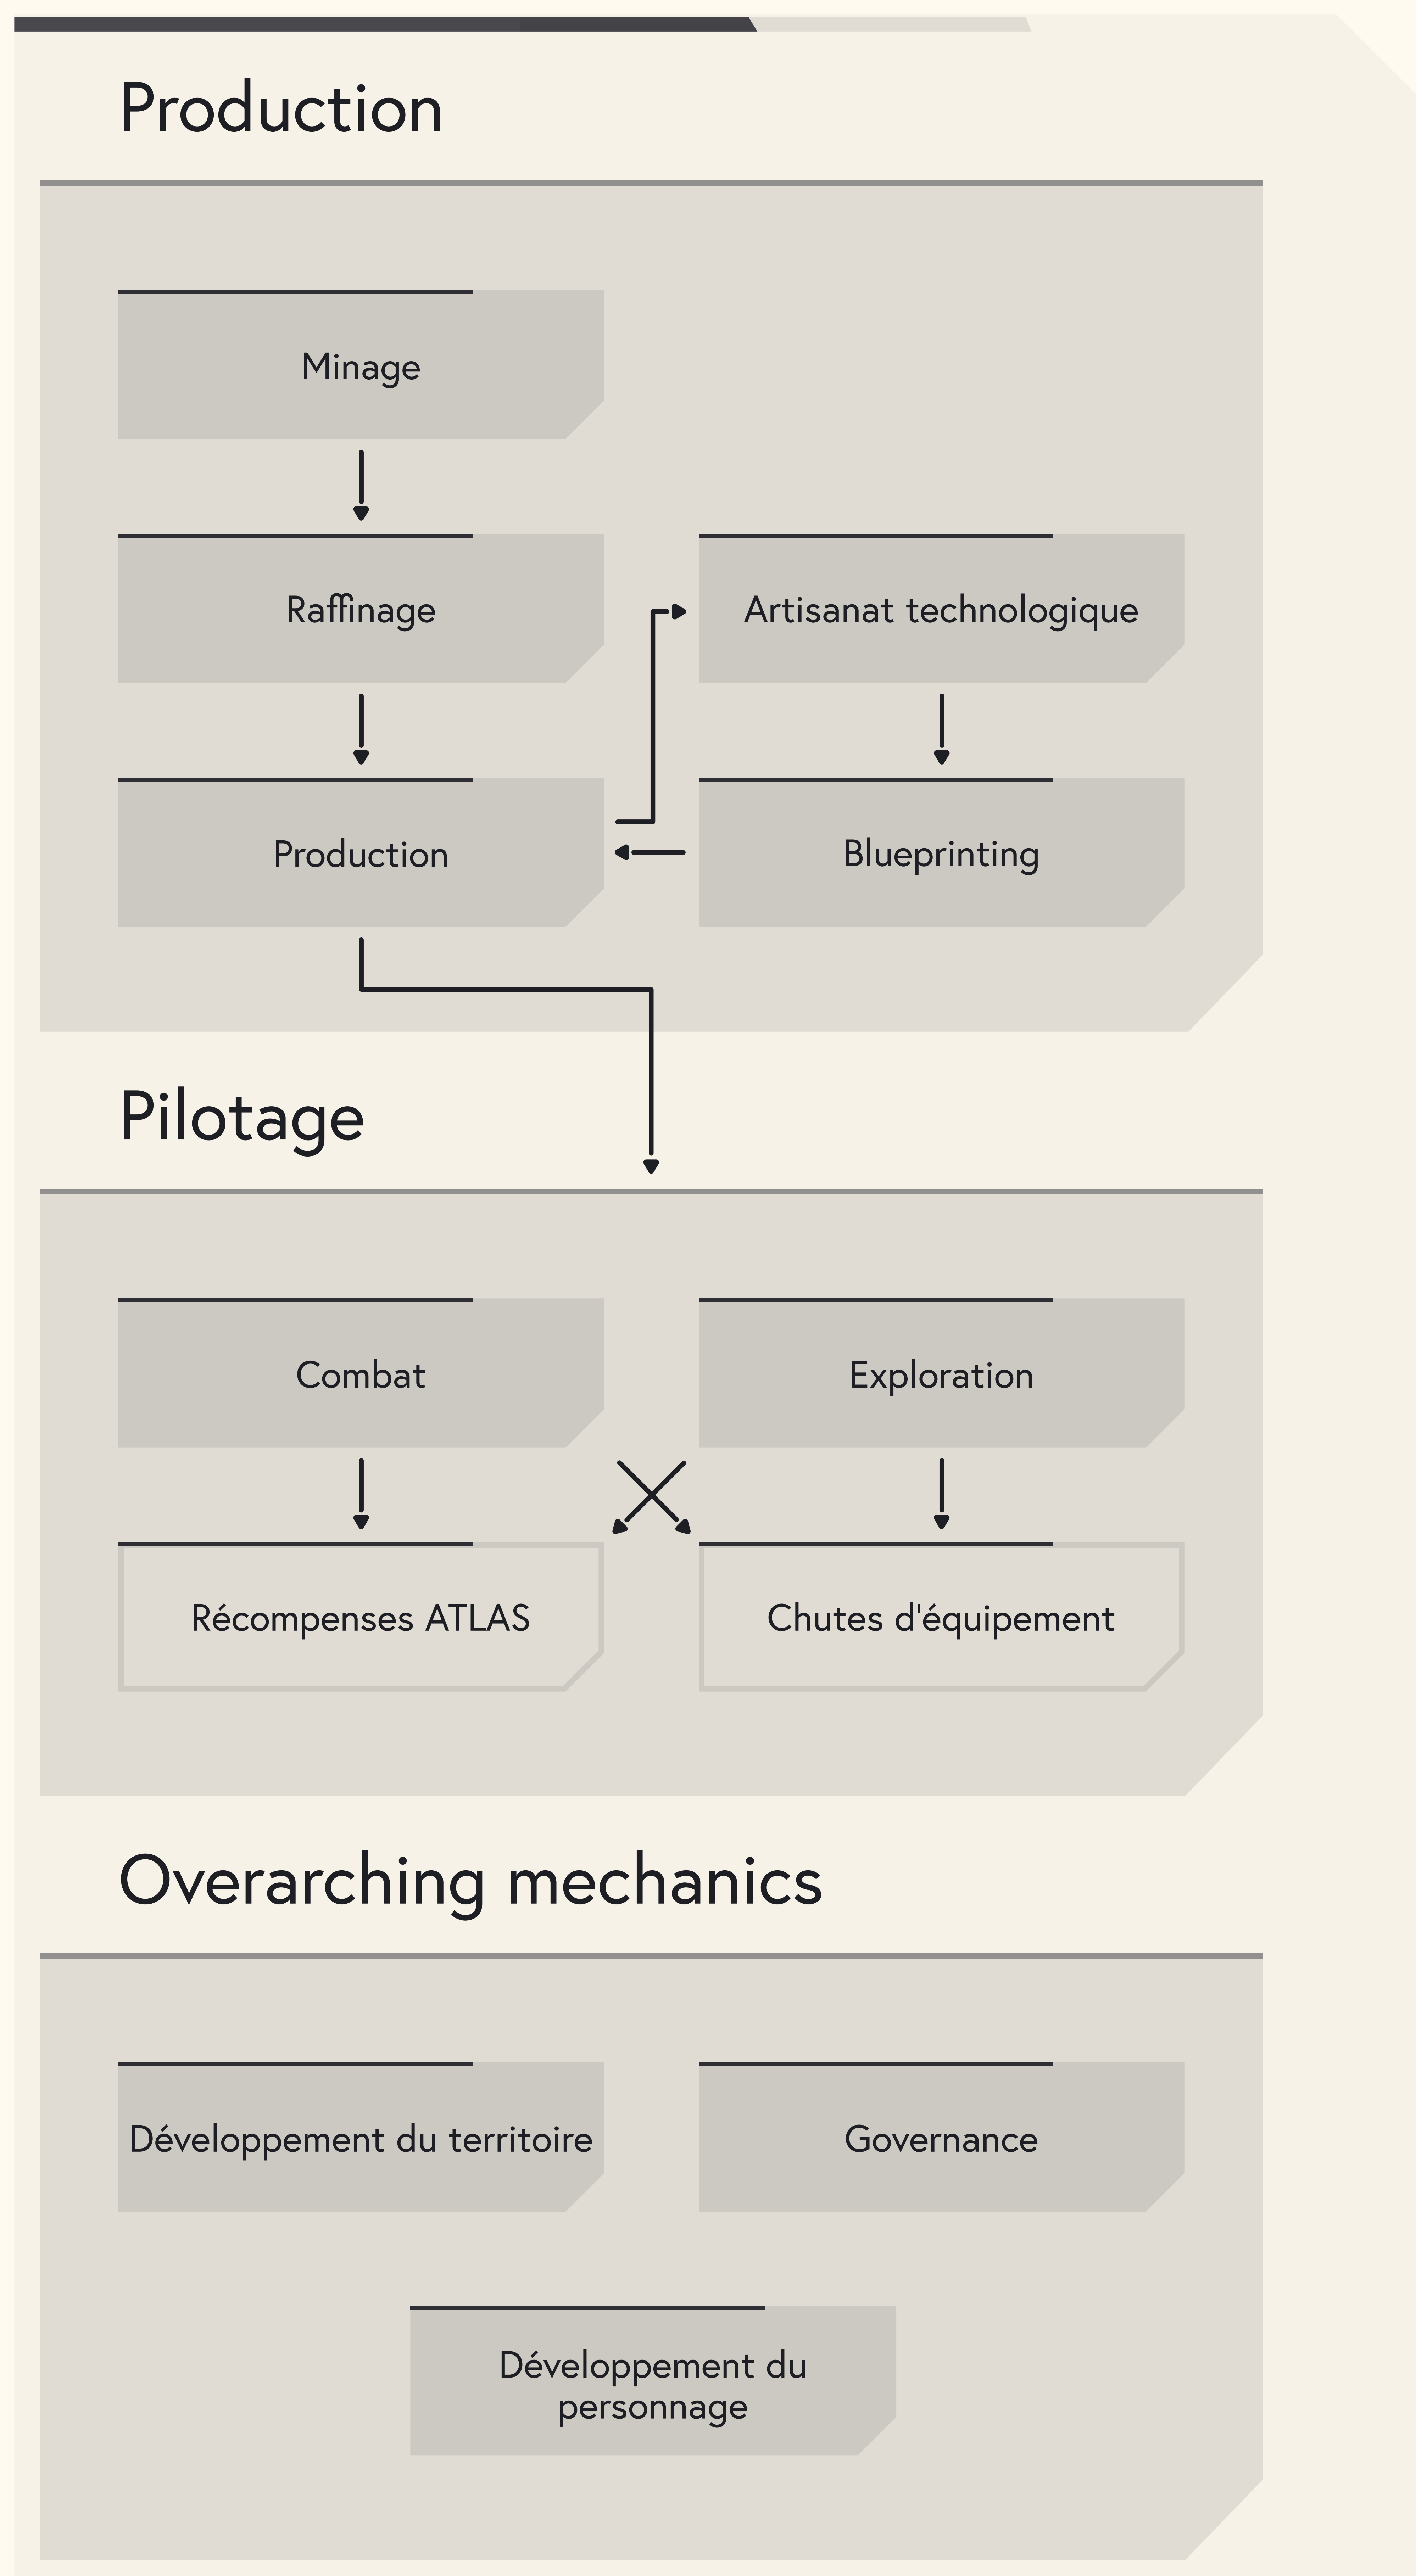 Production
Minage
Raffinage
Artisanat technologique
Production
Blueprinting
Pilotage
Combat
Exploration
Récompenses ATLAS
Chutes d'équipement
Overarching mechanics
Développement du territoire
Governance
Développement du
personnage